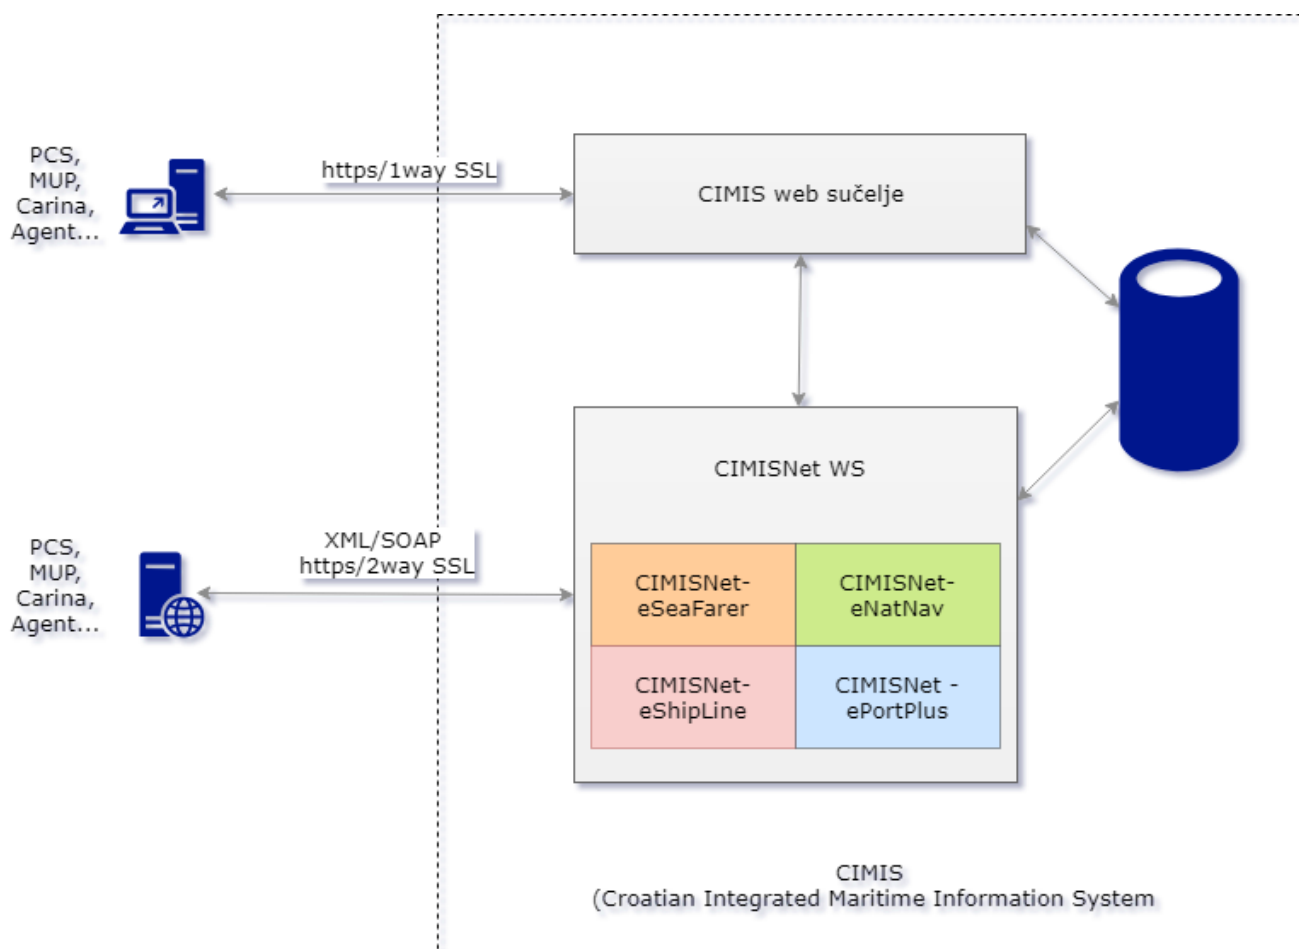 PCS,
MUP,
Carina,
Agent...
https/1way SSL
CIMIS web sučelje
CIMISNet WS
PCS,
MUP,
Carina,
Agent...
XML/SOAP
https/2way SSL
CIMISNet-
eSeaFarer
CIMISNet-
eNatNav
CIMISNet-
eShipLine
CIMISNet -
ePortPlus
CIMIS
(Croatian Integrated Maritime Information System